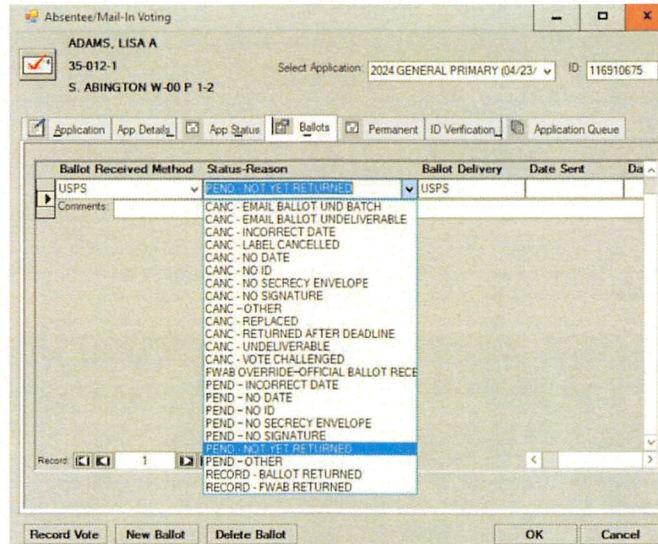 Absentee/Mail-In Voting
ADAMS, LISA A
35-012-1
S. ABINGTON W-00 P 1-2
Select Application: 2024 GENERAL PRIMARY (04/23/ ID: 116910675
Application App Details App Status Ballots Permanent ID Verification Application Queue
Ballot Received Method Status-Reason Ballot Delivery Date Sent Da
USPS PEND - NOT YET RETURNED USPS
Comments:
CANC - EMAIL BALLOT UND BATCH
CANC - EMAIL BALLOT UNDELIVERABLE
CANC - INCORRECT DATE
CANC - LABEL CANCELLED
CANC - NO DATE
CANC - NO ID
CANC - NO SECRECY ENVELOPE
CANC - NO SIGNATURE
CANC - OTHER
CANC - REPLACED
CANC - RETURNED AFTER DEADLINE
CANC - UNDELIVERABLE
CANC - VOTE CHALLENGED
FWAB OVERRIDE-OFFICIAL BALLOT RECE
PEND - INCORRECT DATE
PEND - NO DATE
PEND - NO ID
PEND - NO SECRECY ENVELOPE
PEND - NO SIGNATURE
PEND - NOT YET RETURNED
Record: 1 PEND - OTHER
RECORD - BALLOT RETURNED
RECORD - FWAB RETURNED
Record Vote New Ballot Delete Ballot OK Cancel